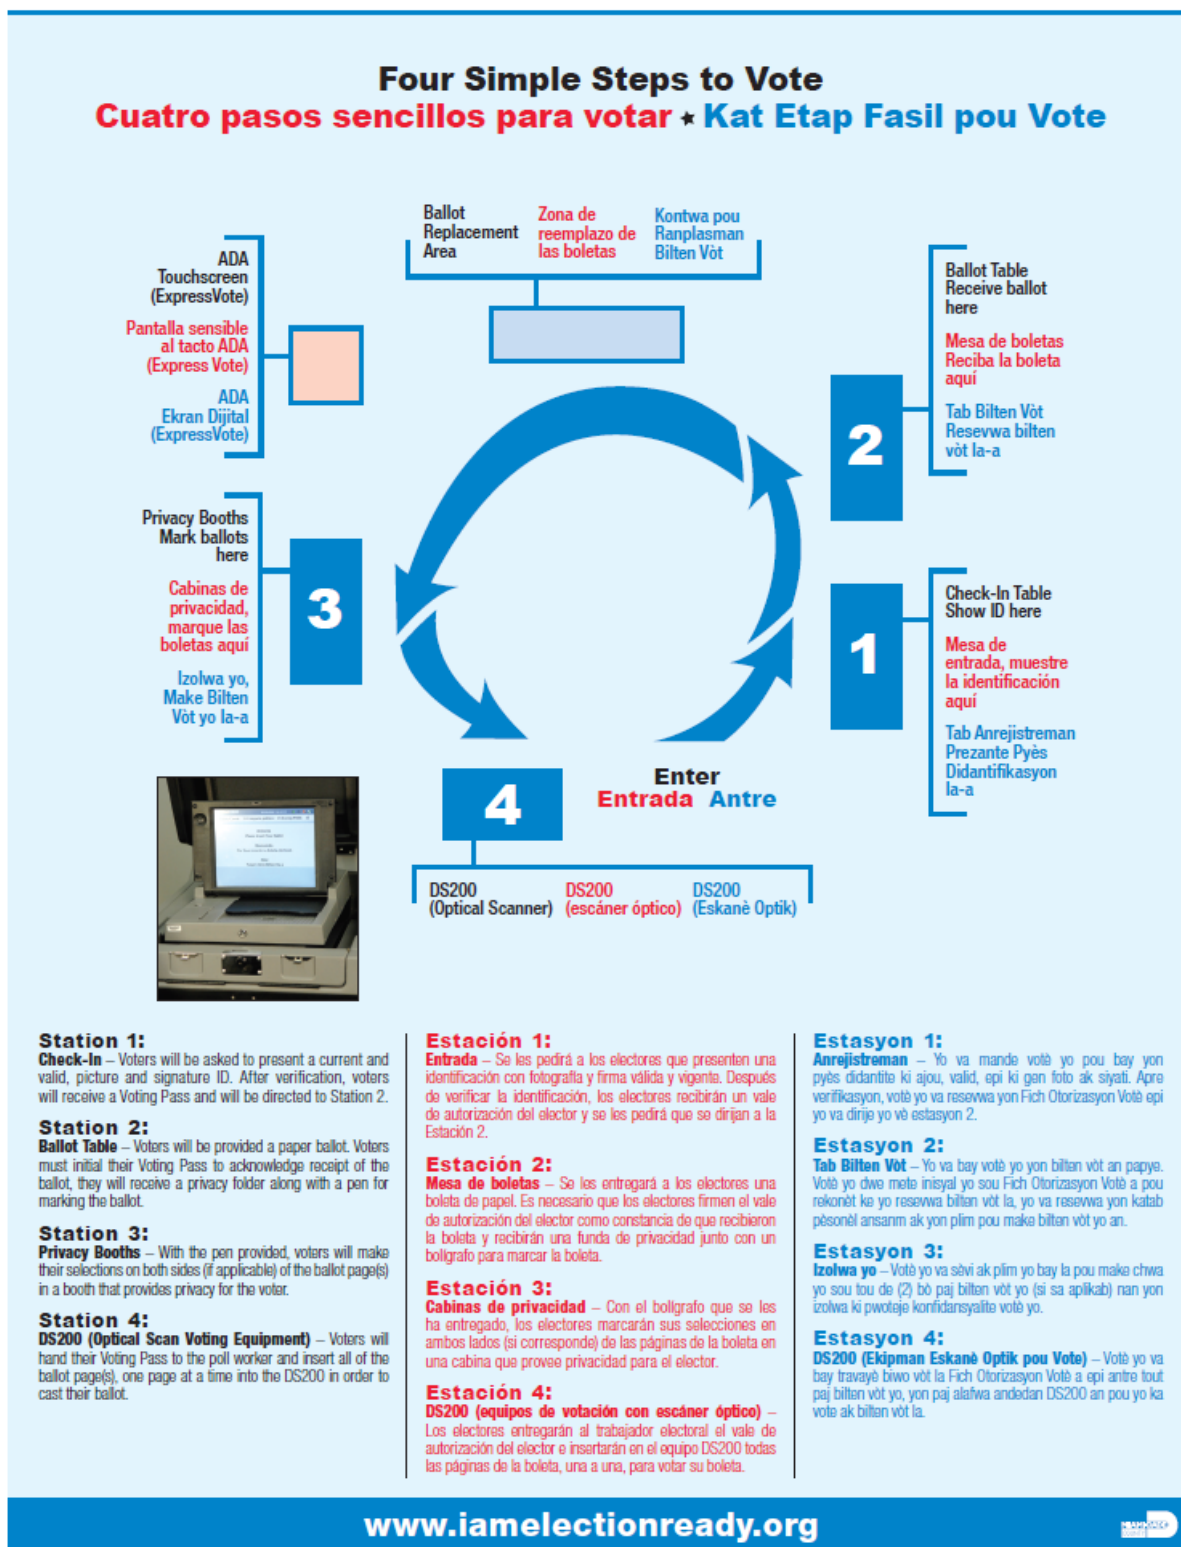 Four Simple Steps to Vote
Cuatro pasos sencillos para votar ★ Kat Etap Fasil pou Vote
Ballot
Replacement
Area
Zona de
reemplazo de
las boletas
Kontwa pou
Ranplasman
Bilten Vòt
ADA
Touchscreen
(ExpressVote)
Pantalla sensible
al tacto ADA
(Express Vote)
ADA
Ekran Dijital
(ExpressVote)
Ballot Table
Receive ballot
here
Mesa de boletas
Reciba la boleta
aquí
Tab Bilten Vòt
Resevwa bilten
vòt la-a
2
Privacy Booths
Mark ballots
here
Cabinas de
privacidad,
marque las
boletas aquí
Izolwa yo,
Make Bilten
Vòt yo la-a
3
1
Check-In Table
Show ID here
Mesa de
entrada, muestre
la identificación
aquí
Tab Anrejistreman
Prezante Pyès
Didantifikasyon
la-a
4
Enter
Entrada Antre
DS200
(Optical Scanner)
DS200
(escáner óptico)
DS200
(Eskanè Optik)
Station 1:
Check-In – Voters will be asked to present a current and
valid, picture and signature ID. After verification, voters
will receive a Voting Pass and will be directed to Station 2.
Station 2:
Ballot Table – Voters will be provided a paper ballot. Voters
must initial their Voting Pass to acknowledge receipt of the
ballot, they will receive a privacy folder along with a pen for
marking the ballot.
Station 3:
Privacy Booths – With the pen provided, voters will make
their selections on both sides (if applicable) of the ballot page(s)
in a booth that provides privacy for the voter.
Station 4:
DS200 (Optical Scan Voting Equipment) – Voters will
hand their Voting Pass to the poll worker and insert all of the
ballot page(s), one page at a time into the DS200 in order to
cast their ballot.
Estación 1:
Entrada – Se les pedirá a los electores que presenten una
identificación con fotografía y firma válida y vigente. Después
de verificar la identificación, los electores recibirán un vale
de autorización del elector y se les pedirá que se dirijan a la
Estación 2.
Estación 2:
Mesa de boletas – Se les entregará a los electores una
boleta de papel. Es necesario que los electores firmen el vale
de autorización del elector como constancia de que recibieron
la boleta y recibirán una funda de privacidad junto con un
bolígrafo para marcar la boleta.
Estación 3:
Cabinas de privacidad – Con el bolígrafo que se les
ha entregado, los electores marcarán sus selecciones en
ambos lados (si corresponde) de las páginas de la boleta en
una cabina que provee privacidad para el elector.
Estación 4:
DS200 (equipos de votación con escáner óptico) –
Los electores entregarán al trabajador electoral el vale de
autorización del elector e insertarán en el equipo DS200 todas
las páginas de la boleta, una a una, para votar su boleta.
Estasyon 1:
Anrejistreman – Yo va mande votè yo pou bay yon
pyès didantite ki ajou, valid, epi ki gen foto ak siyati. Apre
verifikasyon, votè yo va resevwa yon Fich Otorizasyon Votè epi
yo va dirije yo vè estasyon 2.
Estasyon 2:
Tab Bilten Vòt – Yo va bay votè yo yon bilten vòt an papye.
Votè yo dwe mete inisyal yo sou Fich Otorizasyon Votè a pou
rekonèt ke yo resevwa bilten vòt la, yo va resevwa yon katab
pèsonèl ansanm ak yon plim pou make bilten vòt yo an.
Estasyon 3:
Izolwa yo – Votè yo va sèvi ak plim yo bay la pou make chwa
yo sou tou de (2) bò paj bilten vòt yo (si sa aplikab) nan yon
izolwa ki pwoteje konfidansyalite votè yo.
Estasyon 4:
DS200 (Ekipman Eskanè Optik pou Vote) – Votè yo va
bay travayè biwo vòt la Fich Otorizasyon Votè a epi antre tout
paj bilten vòt yo, yon paj alafwa andedan DS200 an pou yo ka
vote ak bilten vòt la.
www.iamelectionready.org